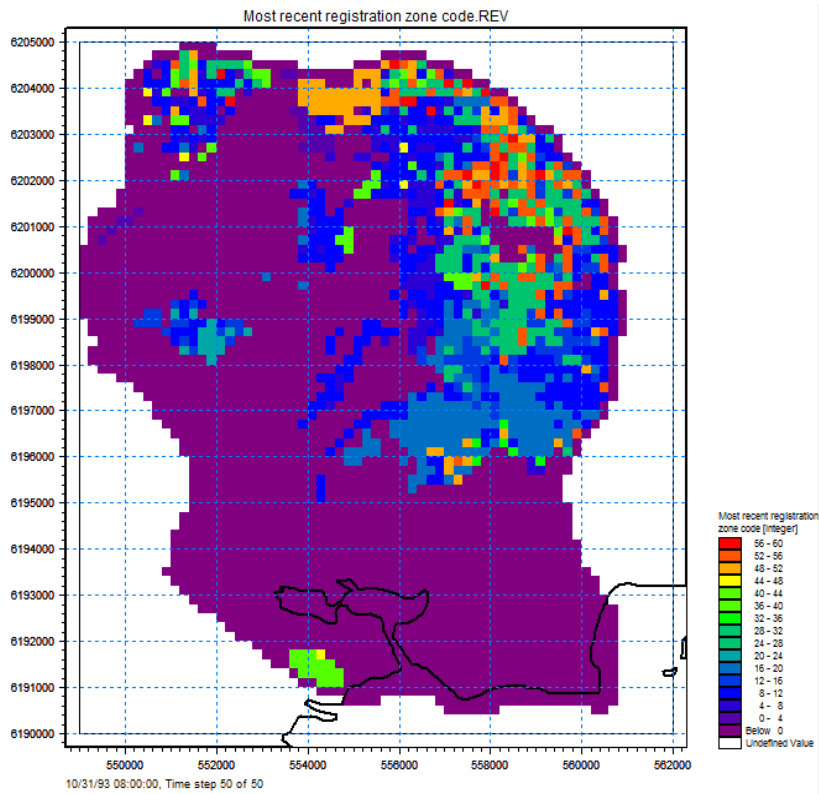 Most recent registration zone code.REV
6205000
6204000
6203000
6202000
6201000
6200000
6199000
6198000
6197000
6196000
6195000
6194000
6193000
6192000
6191000
6190000
550000 552000 554000 556000 558000 560000 562000
Most recent registration
zone code [integer]
56 - 60
52 - 56
48 - 52
44 - 48
40 - 44
36 - 40
32 - 36
28 - 32
24 - 28
20 - 24
16 - 20
12 - 16
8 - 12
4 - 8
0 - 4
Below 0
Undefined Value
10/31/93 08:00:00, Time step 50 of 50